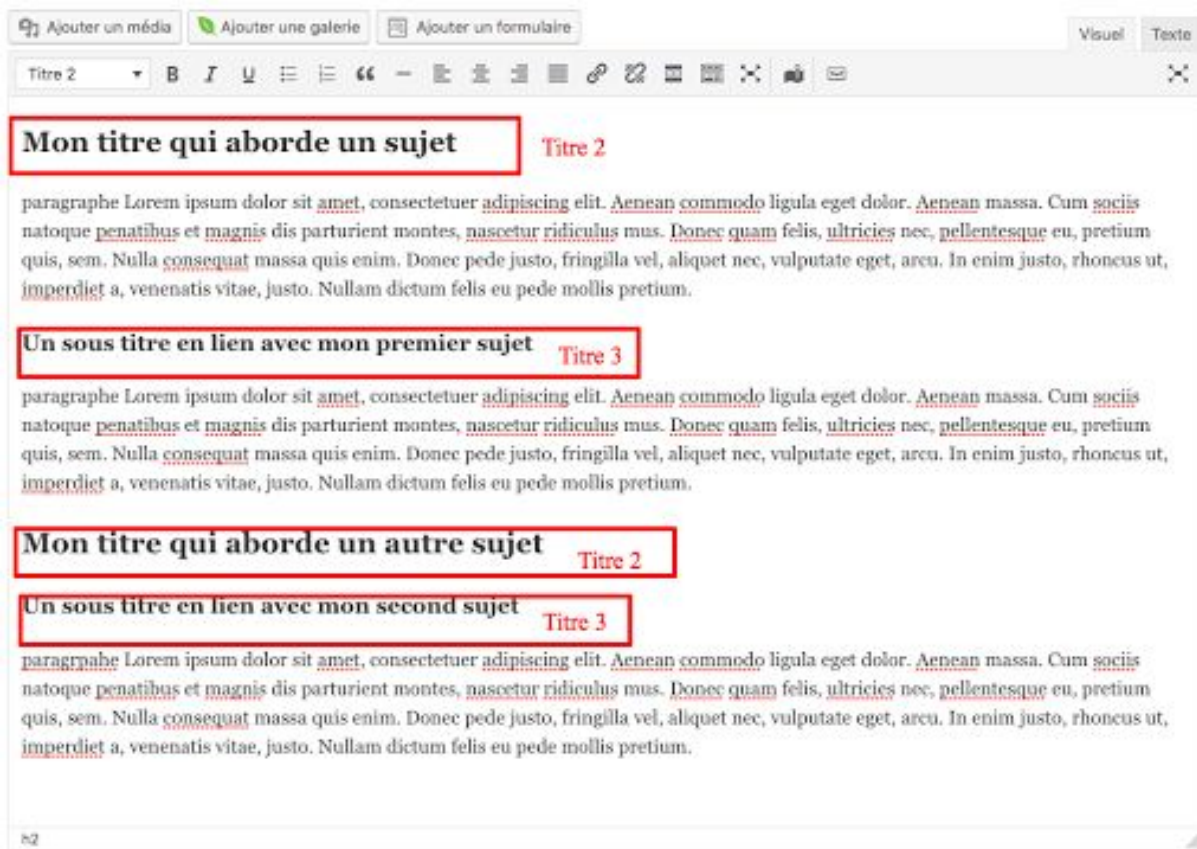 Ajouter un média Ajouter une galerie Ajouter un formulaire Visuel Texte
Titre 2 B I U
Mon titre qui aborde un sujet Titre 2
paragraphe Lorem ipsum dolor sit amet, consectetuer adipiscing elit. Aenean commodo ligula eget dolor. Aenean massa. Cum sociis
natoque penatibus et magnis dis parturient montes, nascetur ridiculus mus. Donec quam felis, ultricies nec, pellentesque eu, pretium
quis, sem. Nulla consequat massa quis enim. Donec pede justo, fringilla vel, aliquet nec, vulputate eget, arcu. In enim justo, rhoncus ut,
imperdiet a, venenatis vitae, justo. Nullam dictum felis eu pede mollis pretium.
Un sous titre en lien avec mon premier sujet Titre 3
paragraphe Lorem ipsum dolor sit amet, consectetuer adipiscing elit. Aenean commodo ligula eget dolor. Aenean massa. Cum sociis
natoque penatibus et magnis dis parturient montes, nascetur ridiculus mus. Donec quam felis, ultricies nec, pellentesque eu, pretium
quis, sem. Nulla consequat massa quis enim. Donec pede justo, fringilla vel, aliquet nec, vulputate eget, arcu. In enim justo, rhoncus ut,
imperdiet a, venenatis vitae, justo. Nullam dictum felis eu pede mollis pretium.
Mon titre qui aborde un autre sujet Titre 2
Un sous titre en lien avec mon second sujet Titre 3
paragrpahe Lorem ipsum dolor sit amet, consectetuer adipiscing elit. Aenean commodo ligula eget dolor. Aenean massa. Cum sociis
natoque penatibus et magnis dis parturient montes, nascetur ridiculus mus. Donec quam felis, ultricies nec, pellentesque eu, pretium
quis, sem. Nulla consequat massa quis enim. Donec pede justo, fringilla vel, aliquet nec, vulputate eget, arcu. In enim justo, rhoncus ut,
imperdiet a, venenatis vitae, justo. Nullam dictum felis eu pede mollis pretium.
h2